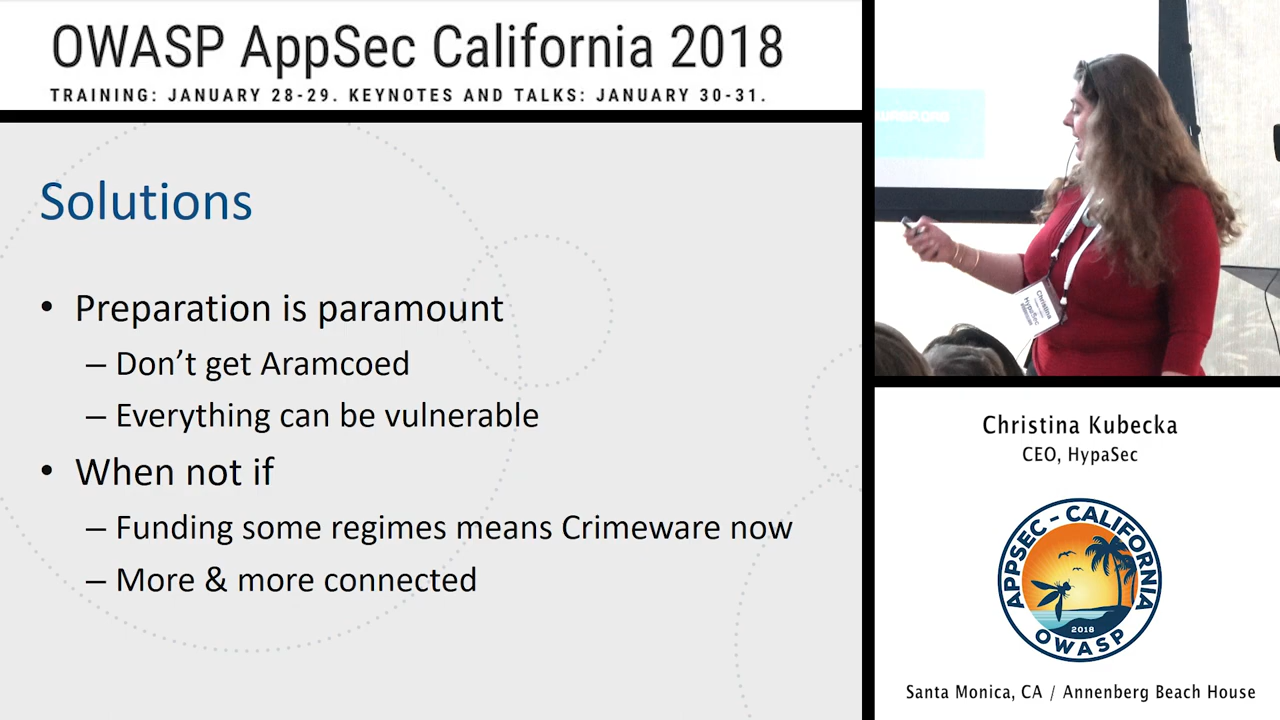 OWASP AppSec California 2018
TRAINING: JANUARY 28-29. KEYNOTES AND TALKS: JANUARY 30-31.
Solutions
• Preparation is paramount
– Don’t get Aramcoed
– Everything can be vulnerable
• When not if
– Funding some regimes means Crimeware now
– More & more connected
Christina
HypaSec
Christina Kubecka
CEO, HypaSec
APPSEC - CALIFORNIA
2018
OWASP
Santa Monica, CA / Annenberg Beach House